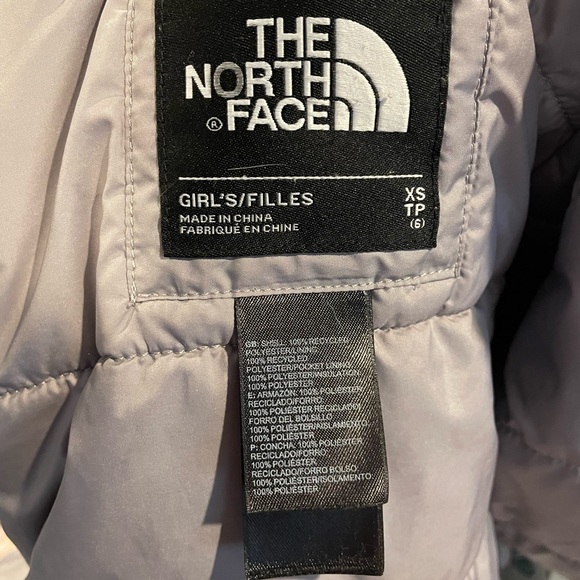 THE
NORTH
® FACE
GIRL'S/FILLES XS
MADE IN CHINA TP
FABRIQUÉ EN CHINE (6)
GB: SHELL: 100% RECYCLED
POLYESTER/LINING
100% RECYCLED
POLYESTER/POCKET LINING:
100% POLYESTER/INSOLATION
100% POLYESTER
E: ARMAZÓN: 100% POLIÉSTER
RECICLADO/FORRO
100% POLIÉSTER RECICLADO/
FORRO DEL BOLSILLO
100% POLIÉSTER/AISLAMIENTO:
100% POLIÉSTER
P: CONCHA: 100% POLIÉSTER
RECICLADO/FORRO-
100% POLIÉSTER
RECICLADO/FORRO BOLSO
100% POLIÉSTER/ISOLAMENTO:
100% POLIÉSTER